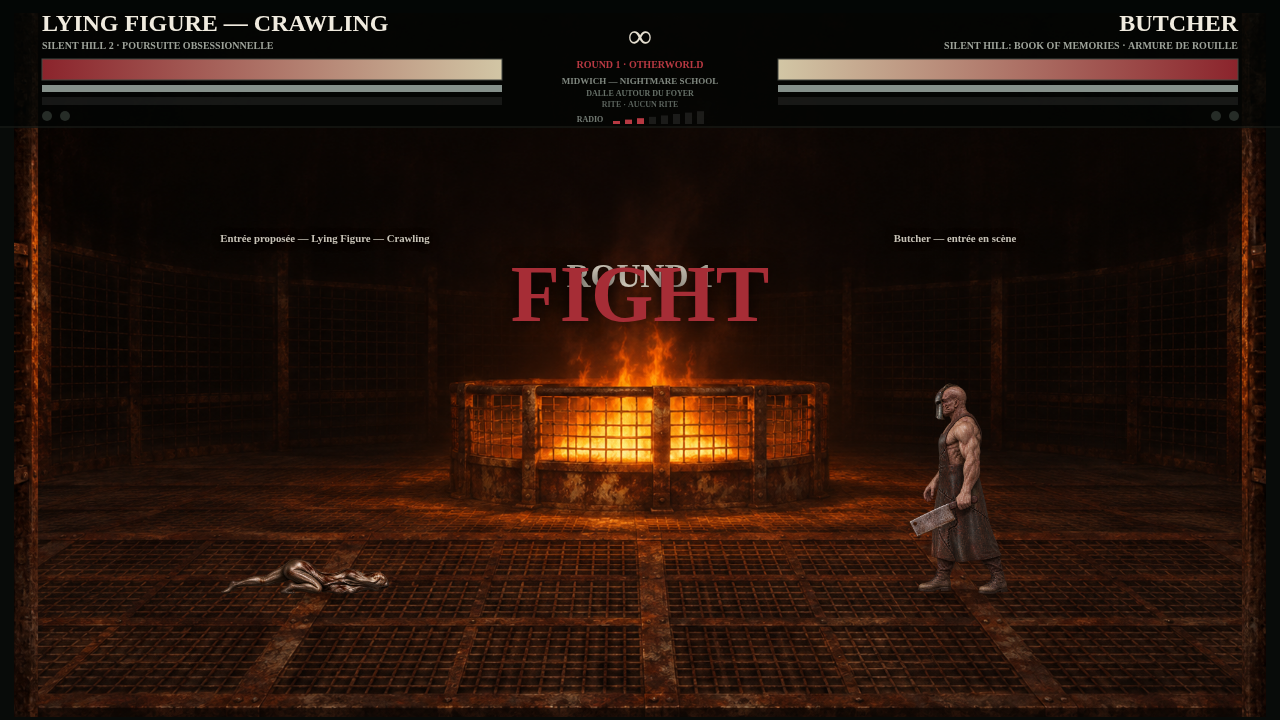 LYING FIGURE — CRAWLING
SILENT HILL 2 · POURSUITE OBSESSIONNELLE
∞
ROUND 1 · OTHERWORLD
MIDWICH — NIGHTMARE SCHOOL
DALLE AUTOUR DU FOYER
RITE · AUCUN RITE
RADIO
BUTCHER
SILENT HILL: BOOK OF MEMORIES · ARMURE DE ROUILLE
Entrée proposée — Lying Figure — Crawling
Butcher — entrée en scène
ROUND 1
FIGHT